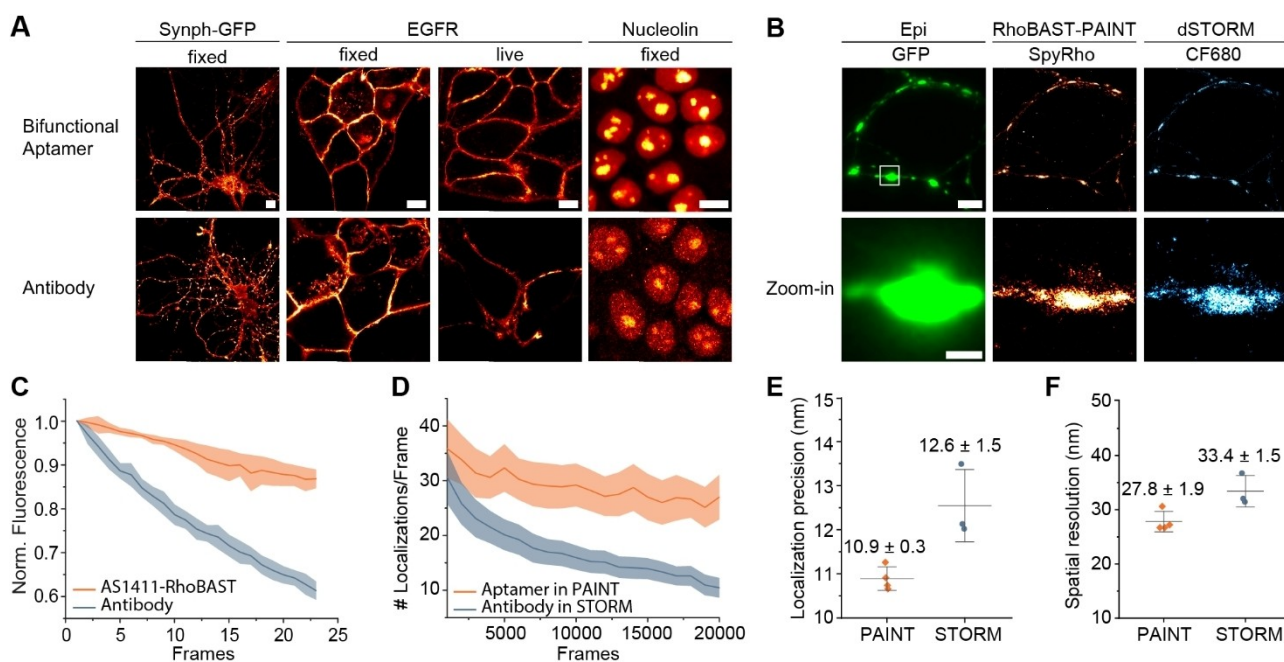 A
Synph-GFP EGFR Nucleolin
fixed fixed live fixed
Bifunctional
Aptamer
Antibody
B
Epi RhoBAST-PAINT dSTORM
GFP SpyRho CF680
Zoom-in
C
Norm. Fluorescence
1.0
0.9
0.8
0.7
0.6
AS1411-RhoBAST
Antibody
0 5 10 15 20 25
Frames
D
# Localizations/Frame
40
30
20
10
Aptamer in PAINT
Antibody in STORM
5000 10000 15000 20000
Frames
E
Localization precision (nm)
15
14
13
12
11
10
12.6 ± 1.5
10.9 ± 0.3
PAINT STORM
F
Spatial resolution (nm)
50
40
30
20
10
33.4 ± 1.5
27.8 ± 1.9
PAINT STORM